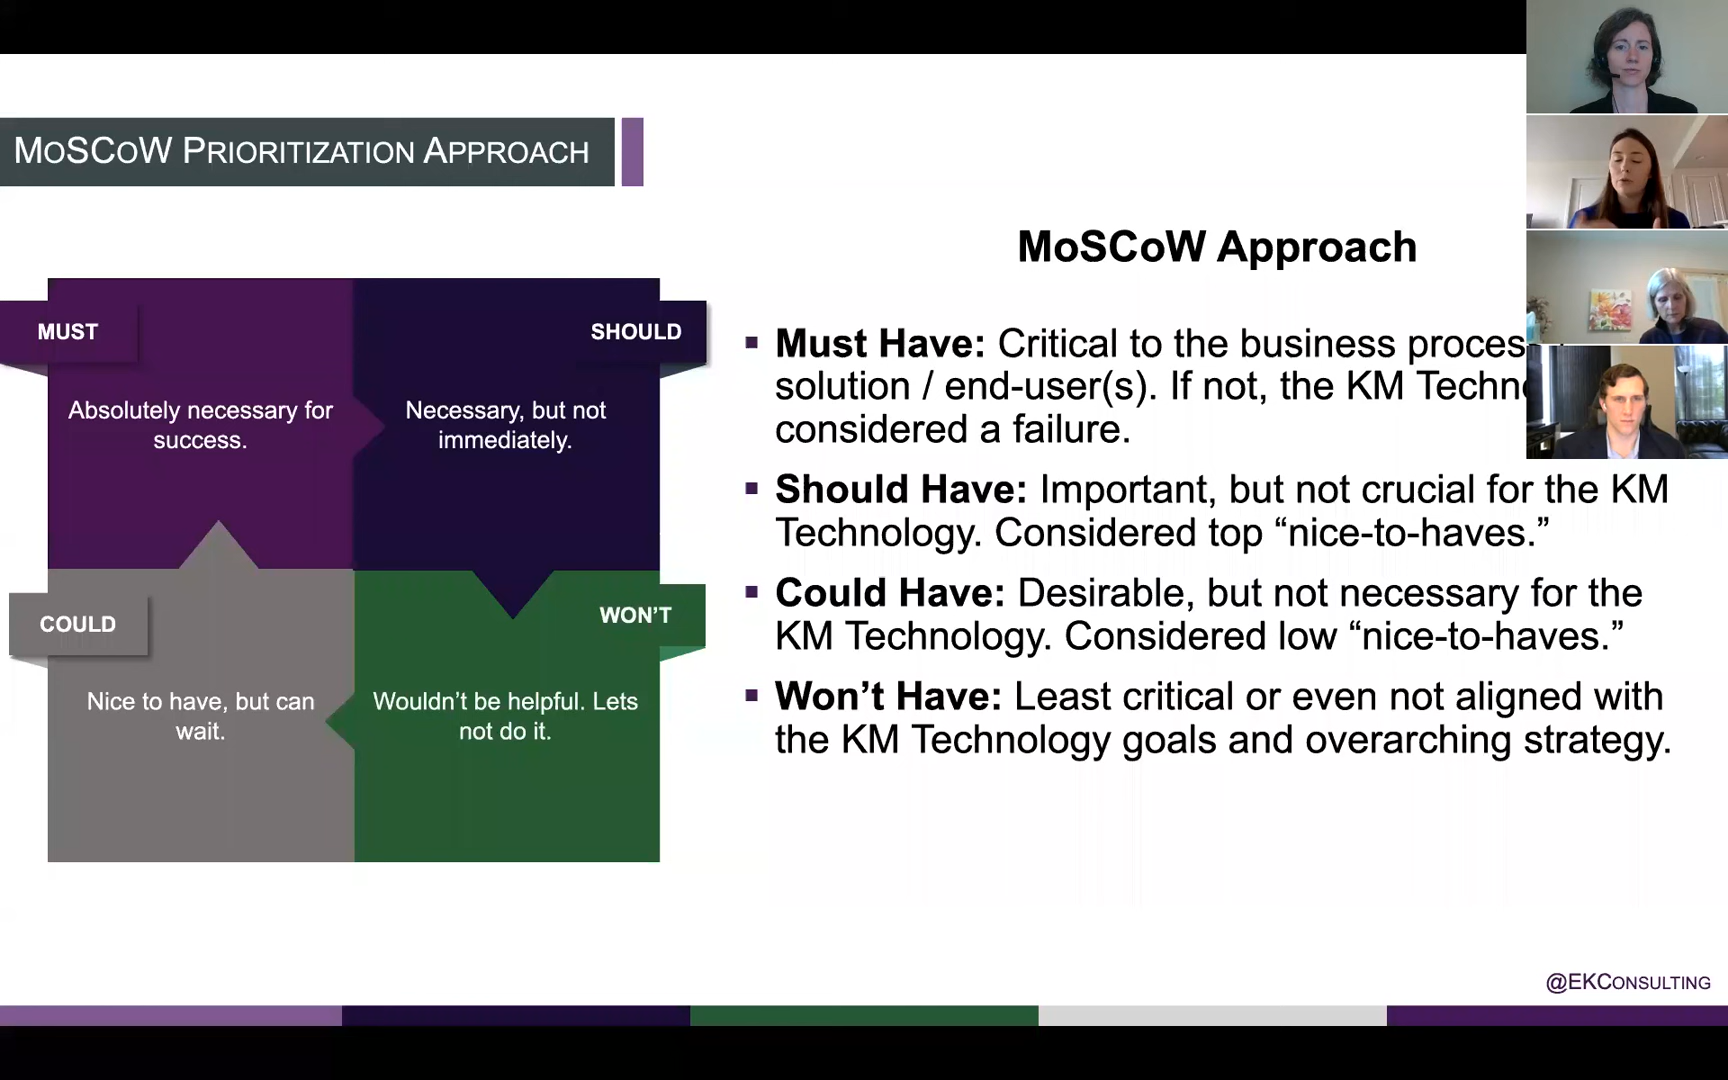 MOSCOW PRIORITIZATION APPROACH
MUST
SHOULD
Absolutely necessary for
success.
Necessary, but not
immediately.
COULD
WON'T
Nice to have, but can
wait.
Wouldn't be helpful. Lets
not do it.
MoSCoW Approach
▪ Must Have: Critical to the business
solution / end-user(s). If not, the KM
considered a failure.
▪ Should Have: Important, but not crucial for the KM
Technology. Considered top “nice-to-haves.”
▪ Could Have: Desirable, but not necessary for the
KM Technology. Considered low “nice-to-haves.”
▪ Won’t Have: Least critical or even not aligned with
the KM Technology goals and overarching strategy.
@EKCONSULTING